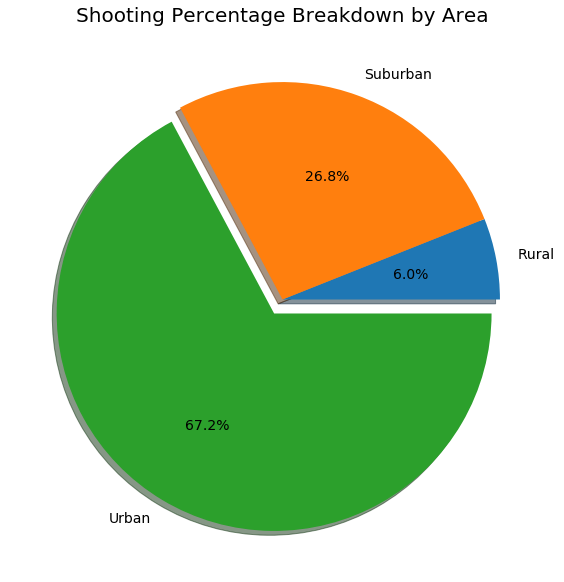 Shooting Percentage Breakdown by Area
Suburban
26.8%
Rural
6.0%
67.2%
Urban